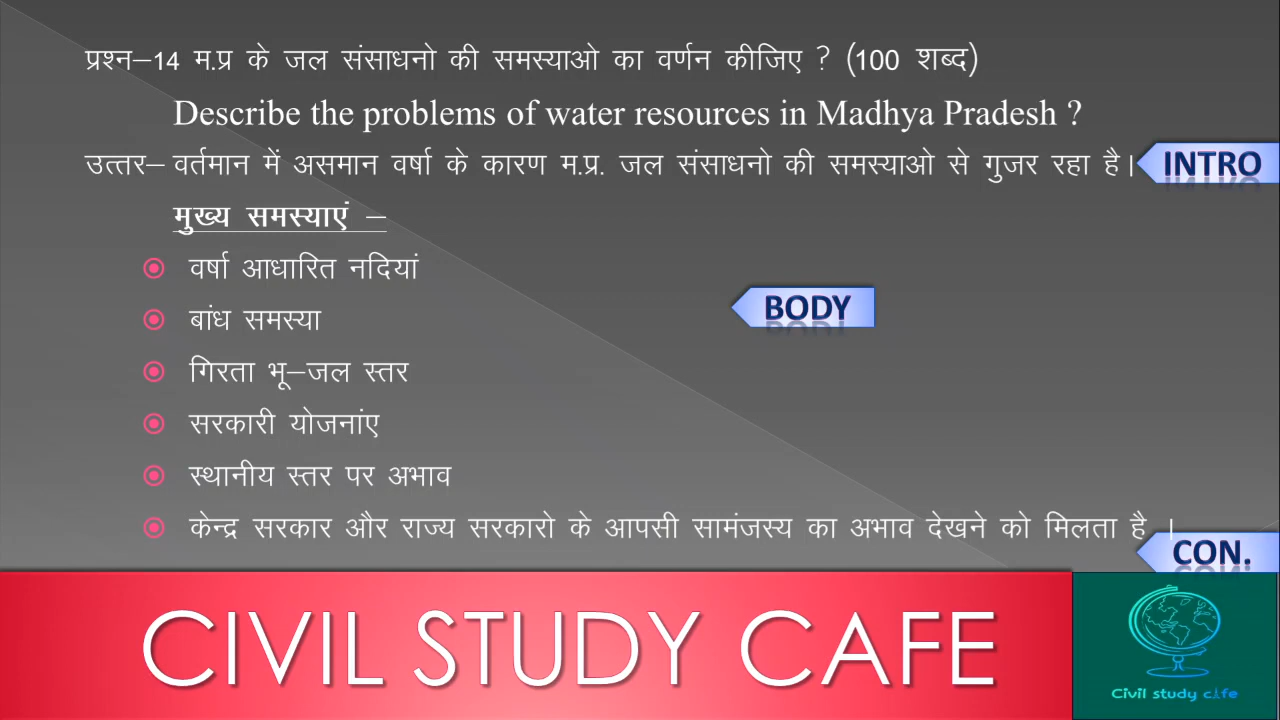 प्रश्न–14 म.प्र के जल संसाधनो की समस्याओ का वर्णन कीजिए ? (100 शब्द)
Describe the problems of water resources in Madhya Pradesh ?
उत्तर– वर्तमान में असमान वर्षा के कारण म.प्र. जल संसाधनो की समस्याओ से गुजर रहा है। INTRO
मुख्य समस्याएं –
वर्षा आधारित नदियां
BODY
बांध समस्या
गिरता भू–जल स्तर
सरकारी योजनांए
स्थानीय स्तर पर अभाव
केन्द्र सरकार और राज्य सरकारो के आपसी सामंजस्य का अभाव देखने को मिलता है ।
CON.
CIVIL STUDY CAFE
Civil study cafe